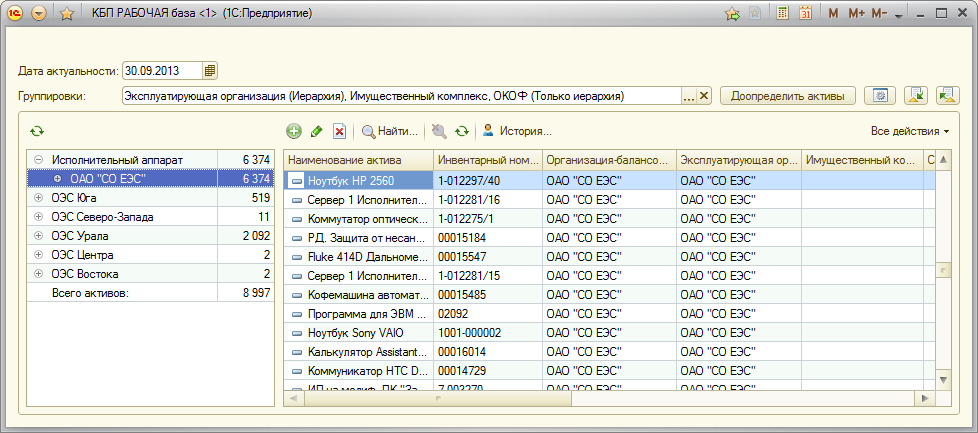 КБП РАБОЧАЯ база <1> (1С:Предприятие)
M M+ M-
Дата актуальности: 30.09.2013
Группировки: Эксплуатирующая организация (Иерархия), Имущественный комплекс, ОКОФ (Только иерархия) ... Доопределить активы
Найти... История... Все действия
Исполнительный аппарат 6 374
ОАО "СО ЕЭС" 6 374
ОЭС Юга 519
ОЭС Северо-Запада 11
ОЭС Урала 2 092
ОЭС Центра 2
ОЭС Востока 2
Всего активов: 8 997
Наименование актива Инвентарный ном... Организация-балансо... Эксплуатирующая ор... Имущественный ко... С
Ноутбук HP 2560 1-012297/40 ОАО "СО ЕЭС" ОАО "СО ЕЭС"
Сервер 1 Исполнител... 1-012281/16 ОАО "СО ЕЭС" ОАО "СО ЕЭС"
Коммутатор оптическ... 1-012275/1 ОАО "СО ЕЭС" ОАО "СО ЕЭС"
РД. Защита от несан... 00015184 ОАО "СО ЕЭС" ОАО "СО ЕЭС"
Fluke 414D Дальноме... 00015547 ОАО "СО ЕЭС" ОАО "СО ЕЭС"
Сервер 1 Исполнител... 1-012281/15 ОАО "СО ЕЭС" ОАО "СО ЕЭС"
Кофемашина автомат... 00015485 ОАО "СО ЕЭС" ОАО "СО ЕЭС"
Программа для ЭВМ ... 02092 ОАО "СО ЕЭС" ОАО "СО ЕЭС"
Ноутбук Sony VAIO 1001-000002 ОАО "СО ЕЭС" ОАО "СО ЕЭС"
Калькулятор Assistant... 00016014 ОАО "СО ЕЭС" ОАО "СО ЕЭС"
Коммуникатор HTC D... 00014729 ОАО "СО ЕЭС" ОАО "СО ЕЭС"
ИП на модиф. ПК "За... 7.003270 ОАО "СО ЕЭС" ОАО "СО ЕЭС"